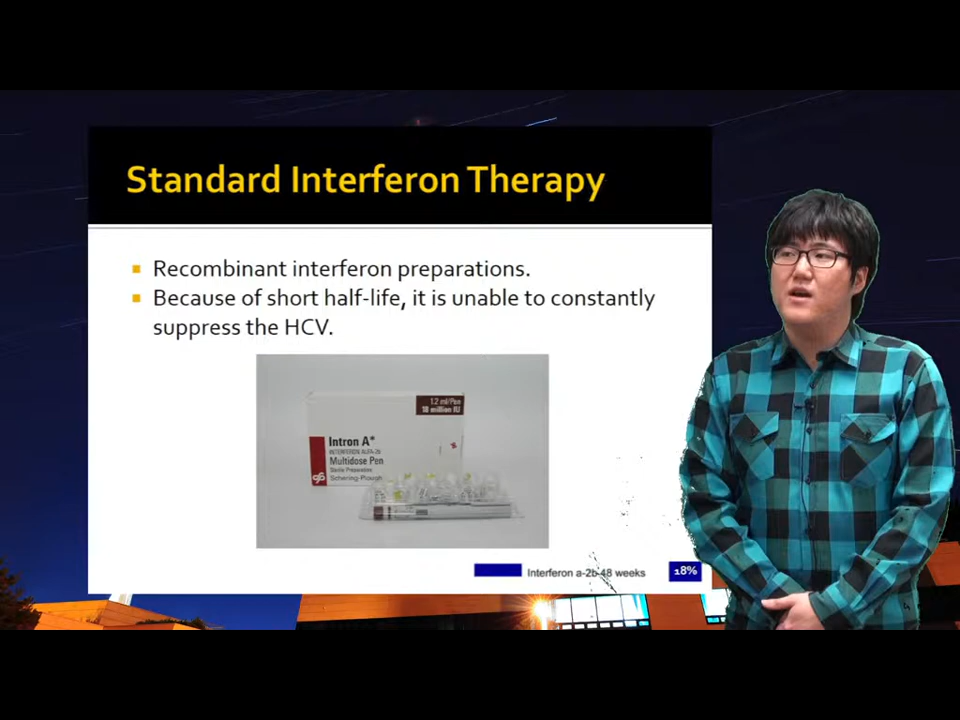 Standard Interferon Therapy
Recombinant interferon preparations.
Because of short half-life, it is unable to constantly
suppress the HCV.
1.2 ml/Pen
18 million IU
Intron A*
INTERFERON ALFA-2b
Multidose Pen
Sterile Preparation
Schering-Plough
Interferon a-2b-48 weeks
18%